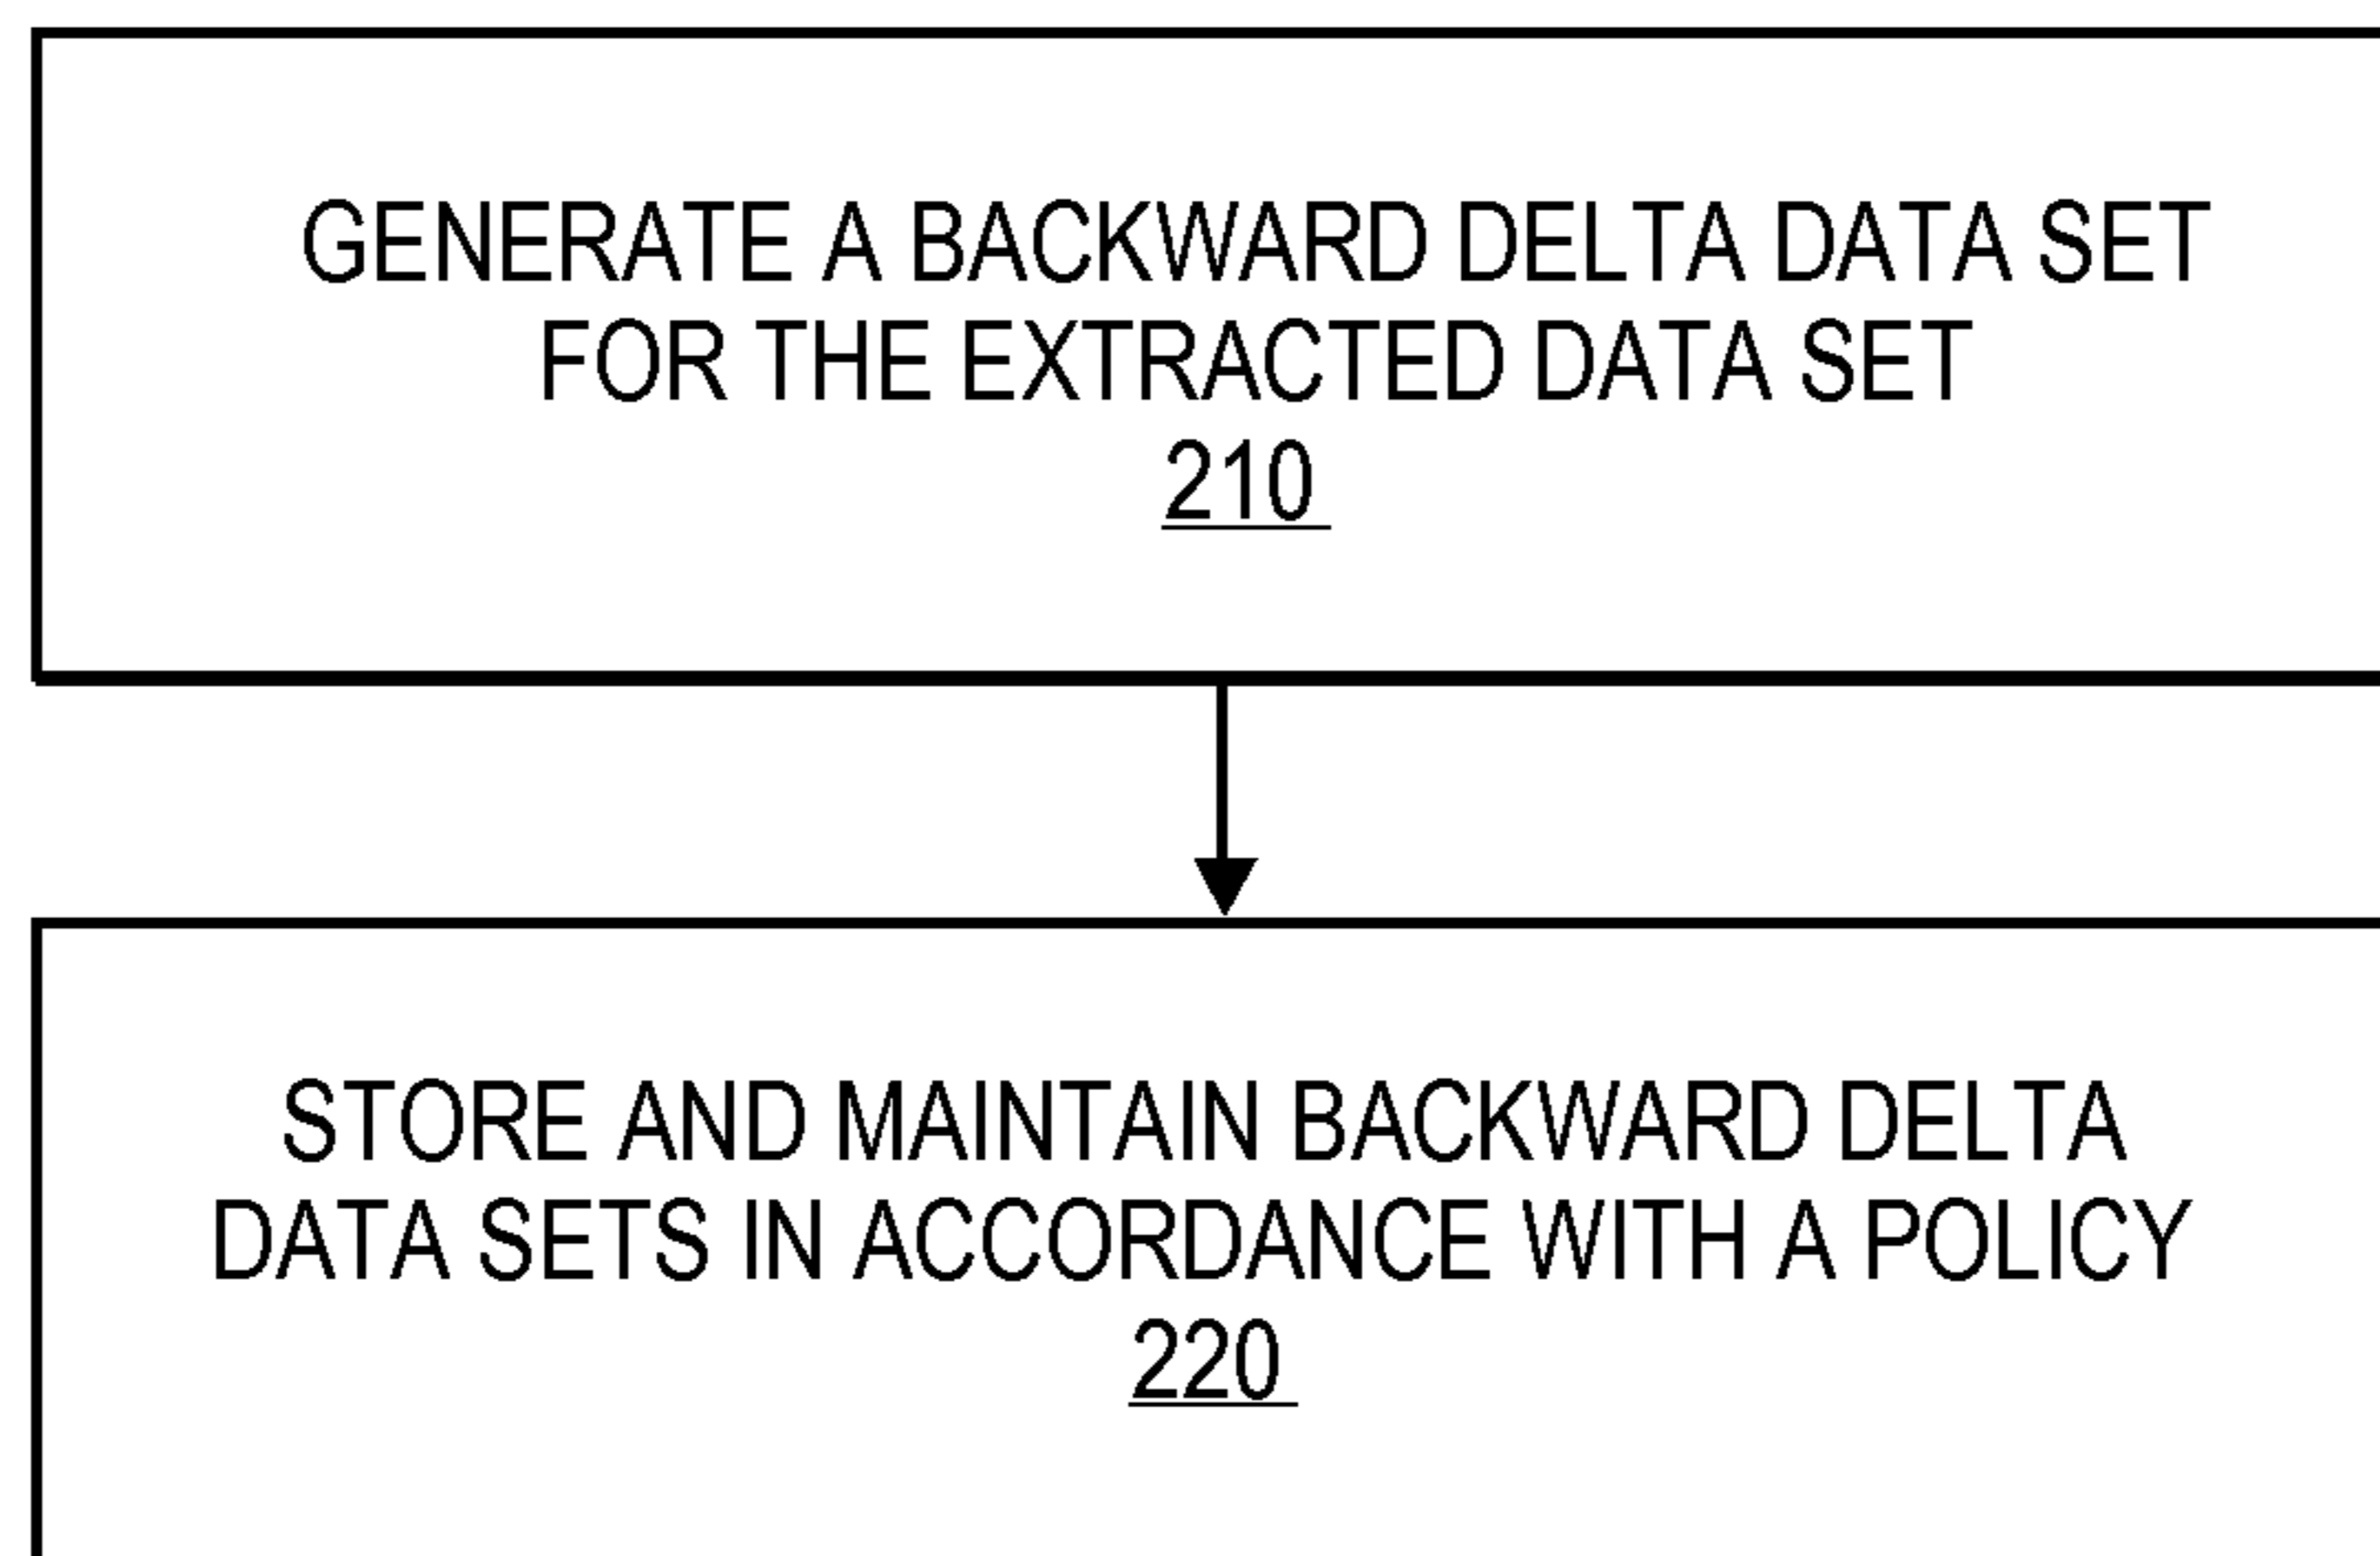 GENERATE A BACKWARD DELTA DATA SET
FOR THE EXTRACTED DATA SET
210
STORE AND MAINTAIN BACKWARD DELTA
DATA SETS IN ACCORDANCE WITH A POLICY
220